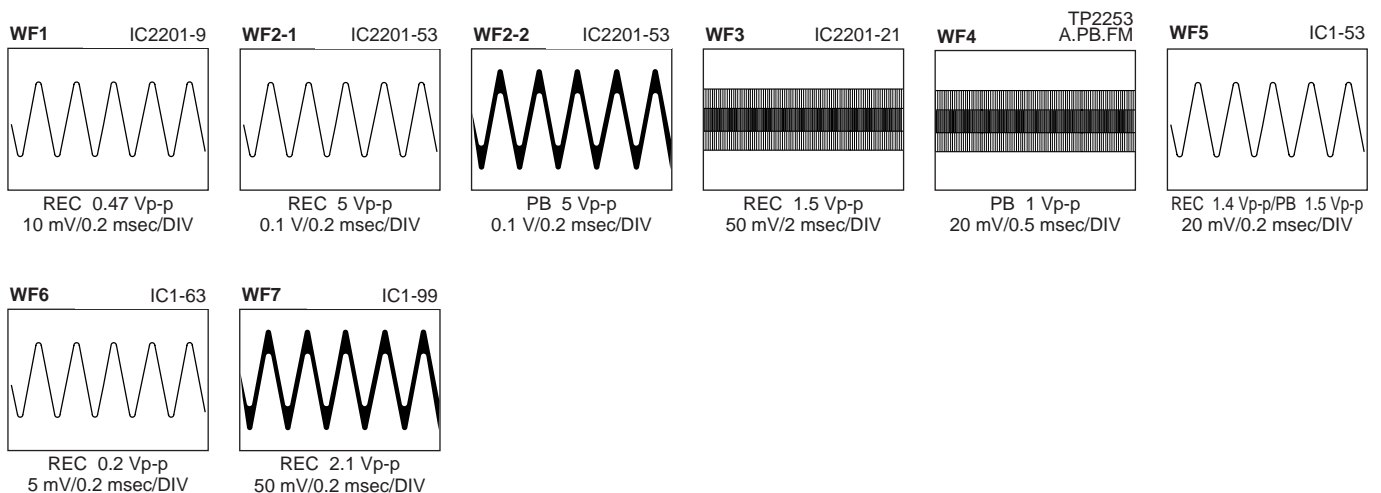 WF1 IC2201-9
REC 0.47 Vp-p
10 mV/0.2 msec/DIV
WF2-1 IC2201-53
REC 5 Vp-p
0.1 V/0.2 msec/DIV
WF2-2 IC2201-53
PB 5 Vp-p
0.1 V/0.2 msec/DIV
WF3 IC2201-21
REC 1.5 Vp-p
50 mV/2 msec/DIV
TP2253
WF4 A.PB.FM
PB 1 Vp-p
20 mV/0.5 msec/DIV
WF5 IC1-53
REC 1.4 Vp-p/PB 1.5 Vp-p
20 mV/0.2 msec/DIV
WF6 IC1-63
REC 0.2 Vp-p
5 mV/0.2 msec/DIV
WF7 IC1-99
REC 2.1 Vp-p
50 mV/0.2 msec/DIV